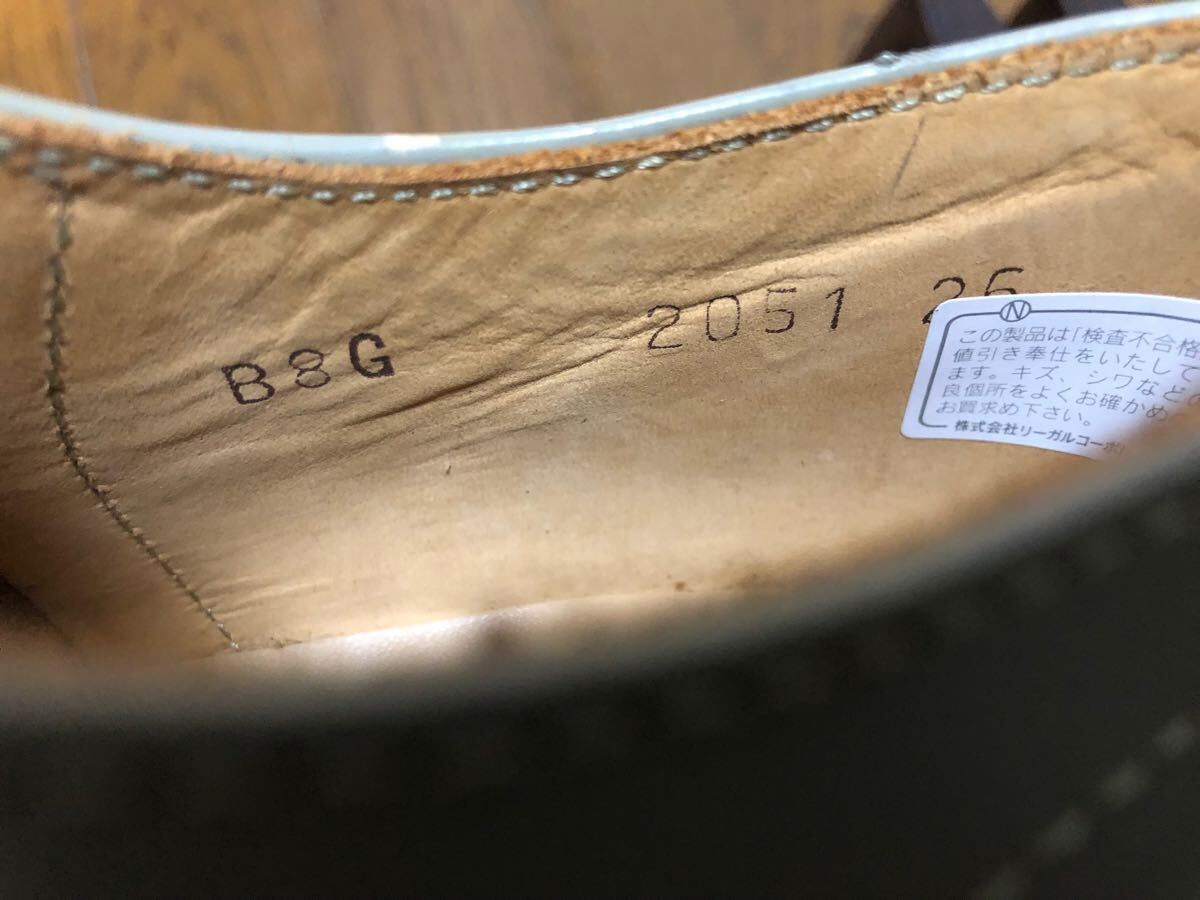 B8G 2051 26
N
この製品は「検査不合格
値引き奉仕をいたして
ます。キズ、シワなど
良個所をよくお確かめ
お買求め下さい。
株式会社リーガルコーポ